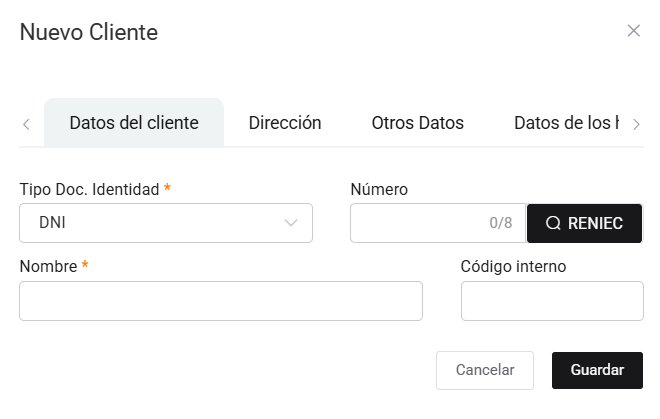 Nuevo Cliente
Datos del cliente Dirección Otros Datos Datos de los
Tipo Doc. Identidad * Número
DNI 0/8 RENIEC
Nombre * Código interno
Cancelar Guardar